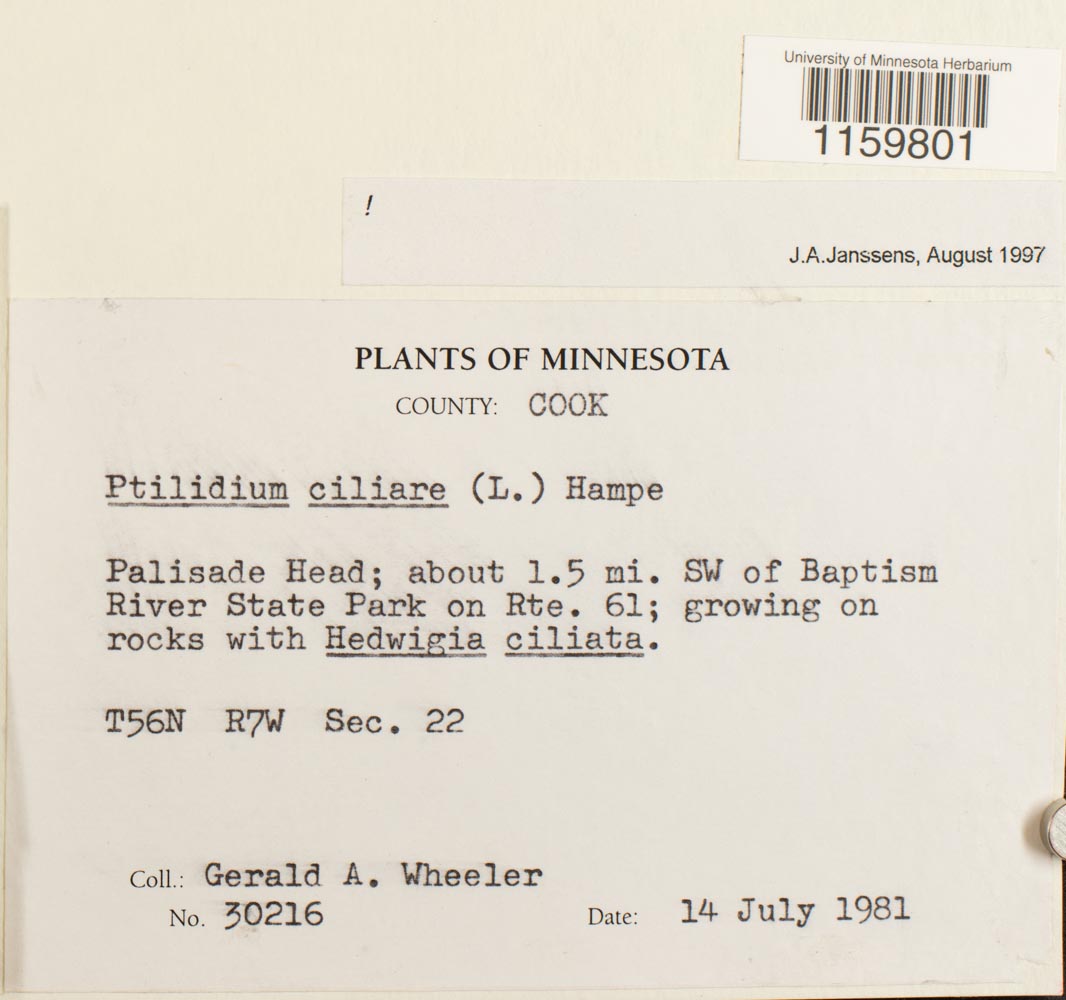 University of Minnesota Herbarium
1159801
!
J.A.Janssens, August 1997
PLANTS OF MINNESOTA
COUNTY: COOK
Ptilidium ciliare (L.) Hampe
Palisade Head; about 1.5 mi. SW of Baptism
River State Park on Rte. 61; growing on
rocks with Hedwigia ciliata.
T56N R7W Sec. 22
Coll.: Gerald A. Wheeler
No. 30216 Date: 14 July 1981